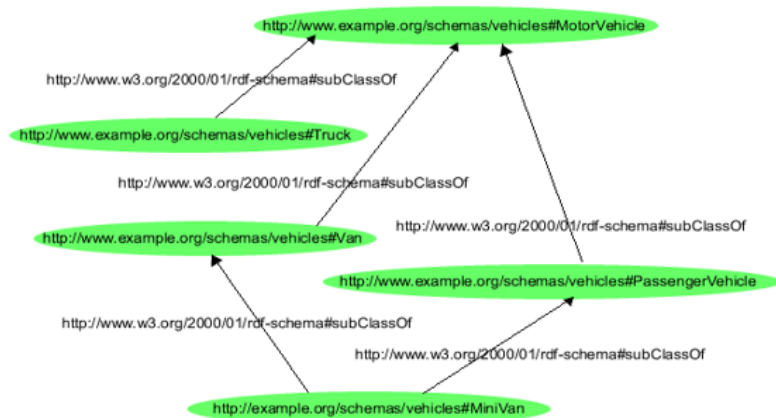 http://www.example.org/schemas/vehicles#MotorVehicle
http://www.w3.org/2000/01/rdf-schema#subClassOf
http://www.example.org/schemas/vehicles#Truck
http://www.w3.org/2000/01/rdf-schema#subClassOf
http://www.w3.org/2000/01/rdf-schema#subClassOf
http://www.example.org/schemas/vehicles#Van
http://www.example.org/schemas/vehicles#PassengerVehicle
http://www.w3.org/2000/01/rdf-schema#subClassOf
http://www.w3.org/2000/01/rdf-schema#subClassOf
http://example.org/schemas/vehicles#MiniVan